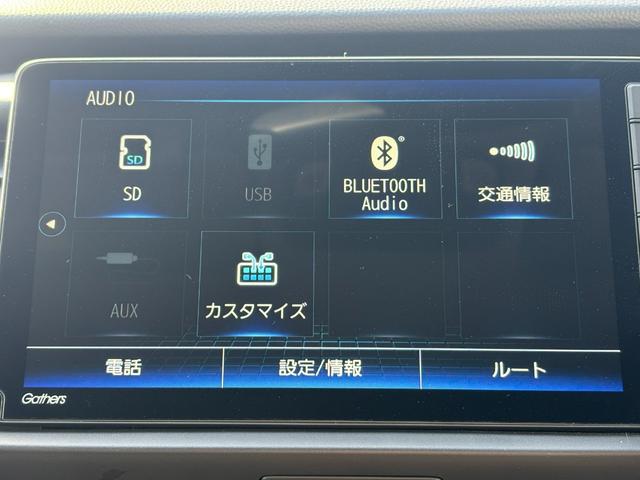 AUDIO
SD
SD
USB
BLUETOOTH
Audio
交通情報
AUX
カスタマイズ
電話
設定/情報
ルート
Gathers